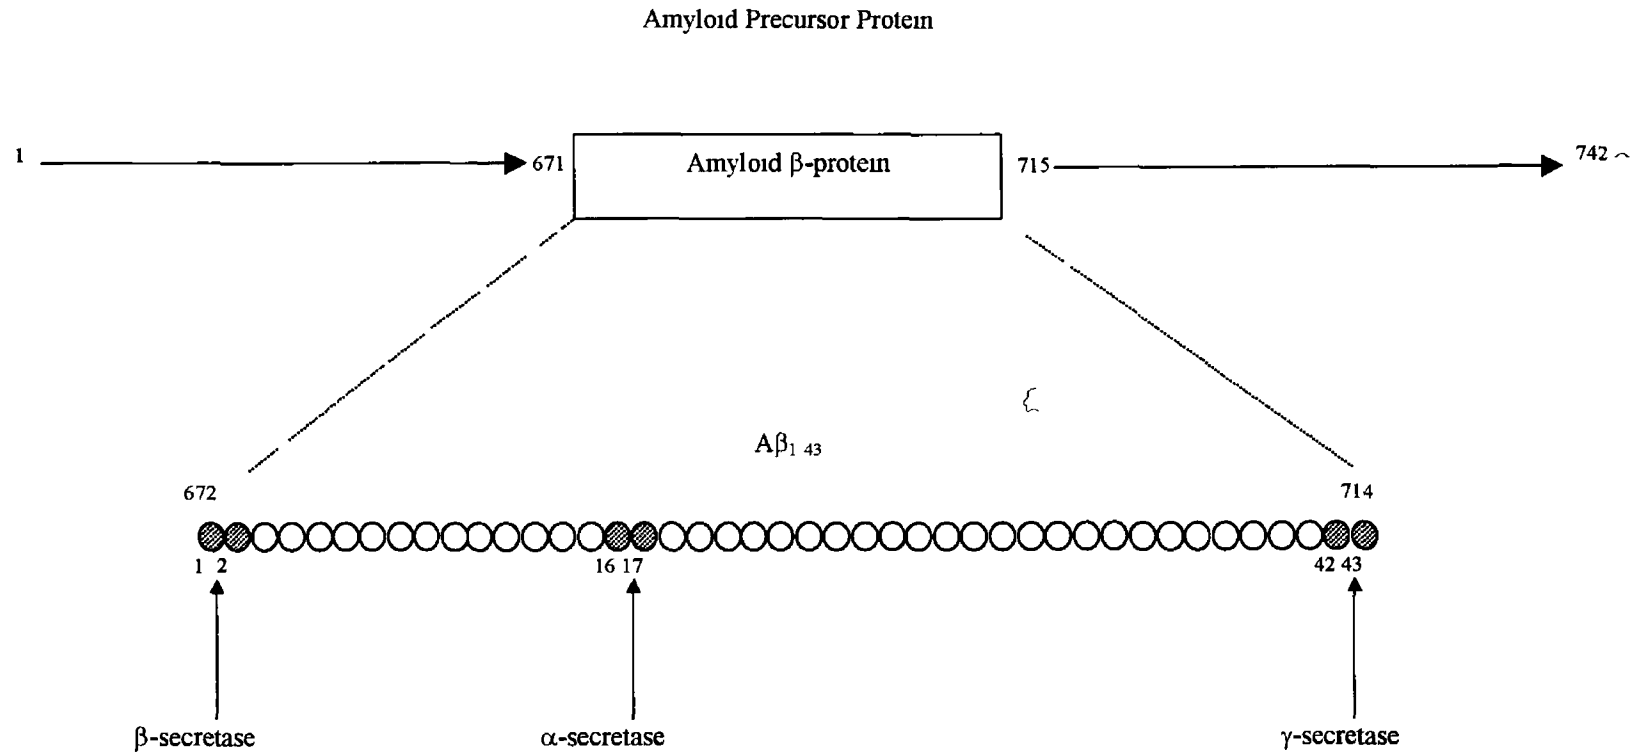 Amyloid Precursor Protein
1 671 Amyloid β-protein 715 742
Aβ1 43
672 714
1 2 16 17 42 43
β-secretase α-secretase γ-secretase